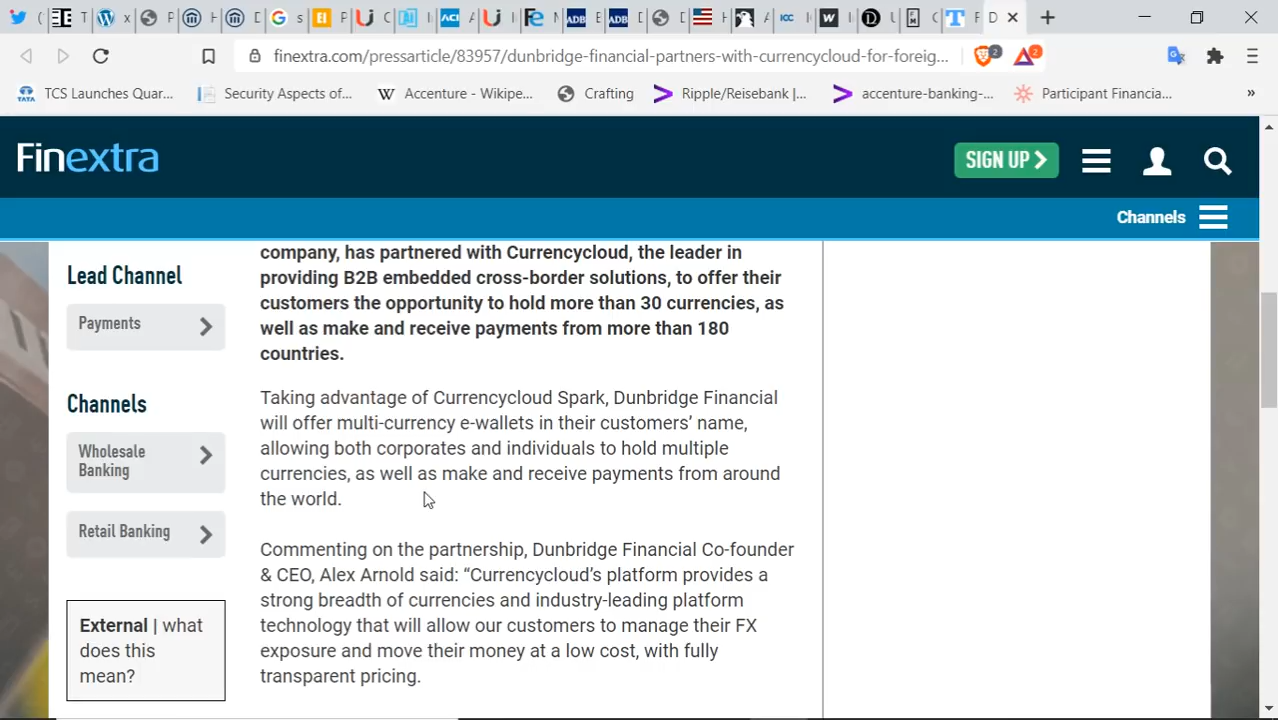 finextra.com/pressarticle/83957/dunbridge-financial-partners-with-currencycloud-for-foreig...
2
2
TCS Launches Quar...
Security Aspects of...
Accenture - Wikipe...
Crafting
Ripple/Reisebank |...
accenture-banking-...
Participant Financia...
»
Finextra
SIGN UP
Channels
Lead Channel
Payments
Channels
Wholesale
Banking
Retail Banking
External | what
does this
mean?
company, has partnered with Currencycloud, the leader in
providing B2B embedded cross-border solutions, to offer their
customers the opportunity to hold more than 30 currencies, as
well as make and receive payments from more than 180
countries.
Taking advantage of Currencycloud Spark, Dunbridge Financial
will offer multi-currency e-wallets in their customers’ name,
allowing both corporates and individuals to hold multiple
currencies, as well as make and receive payments from around
the world.
Commenting on the partnership, Dunbridge Financial Co-founder
& CEO, Alex Arnold said: “Currencycloud’s platform provides a
strong breadth of currencies and industry-leading platform
technology that will allow our customers to manage their FX
exposure and move their money at a low cost, with fully
transparent pricing.